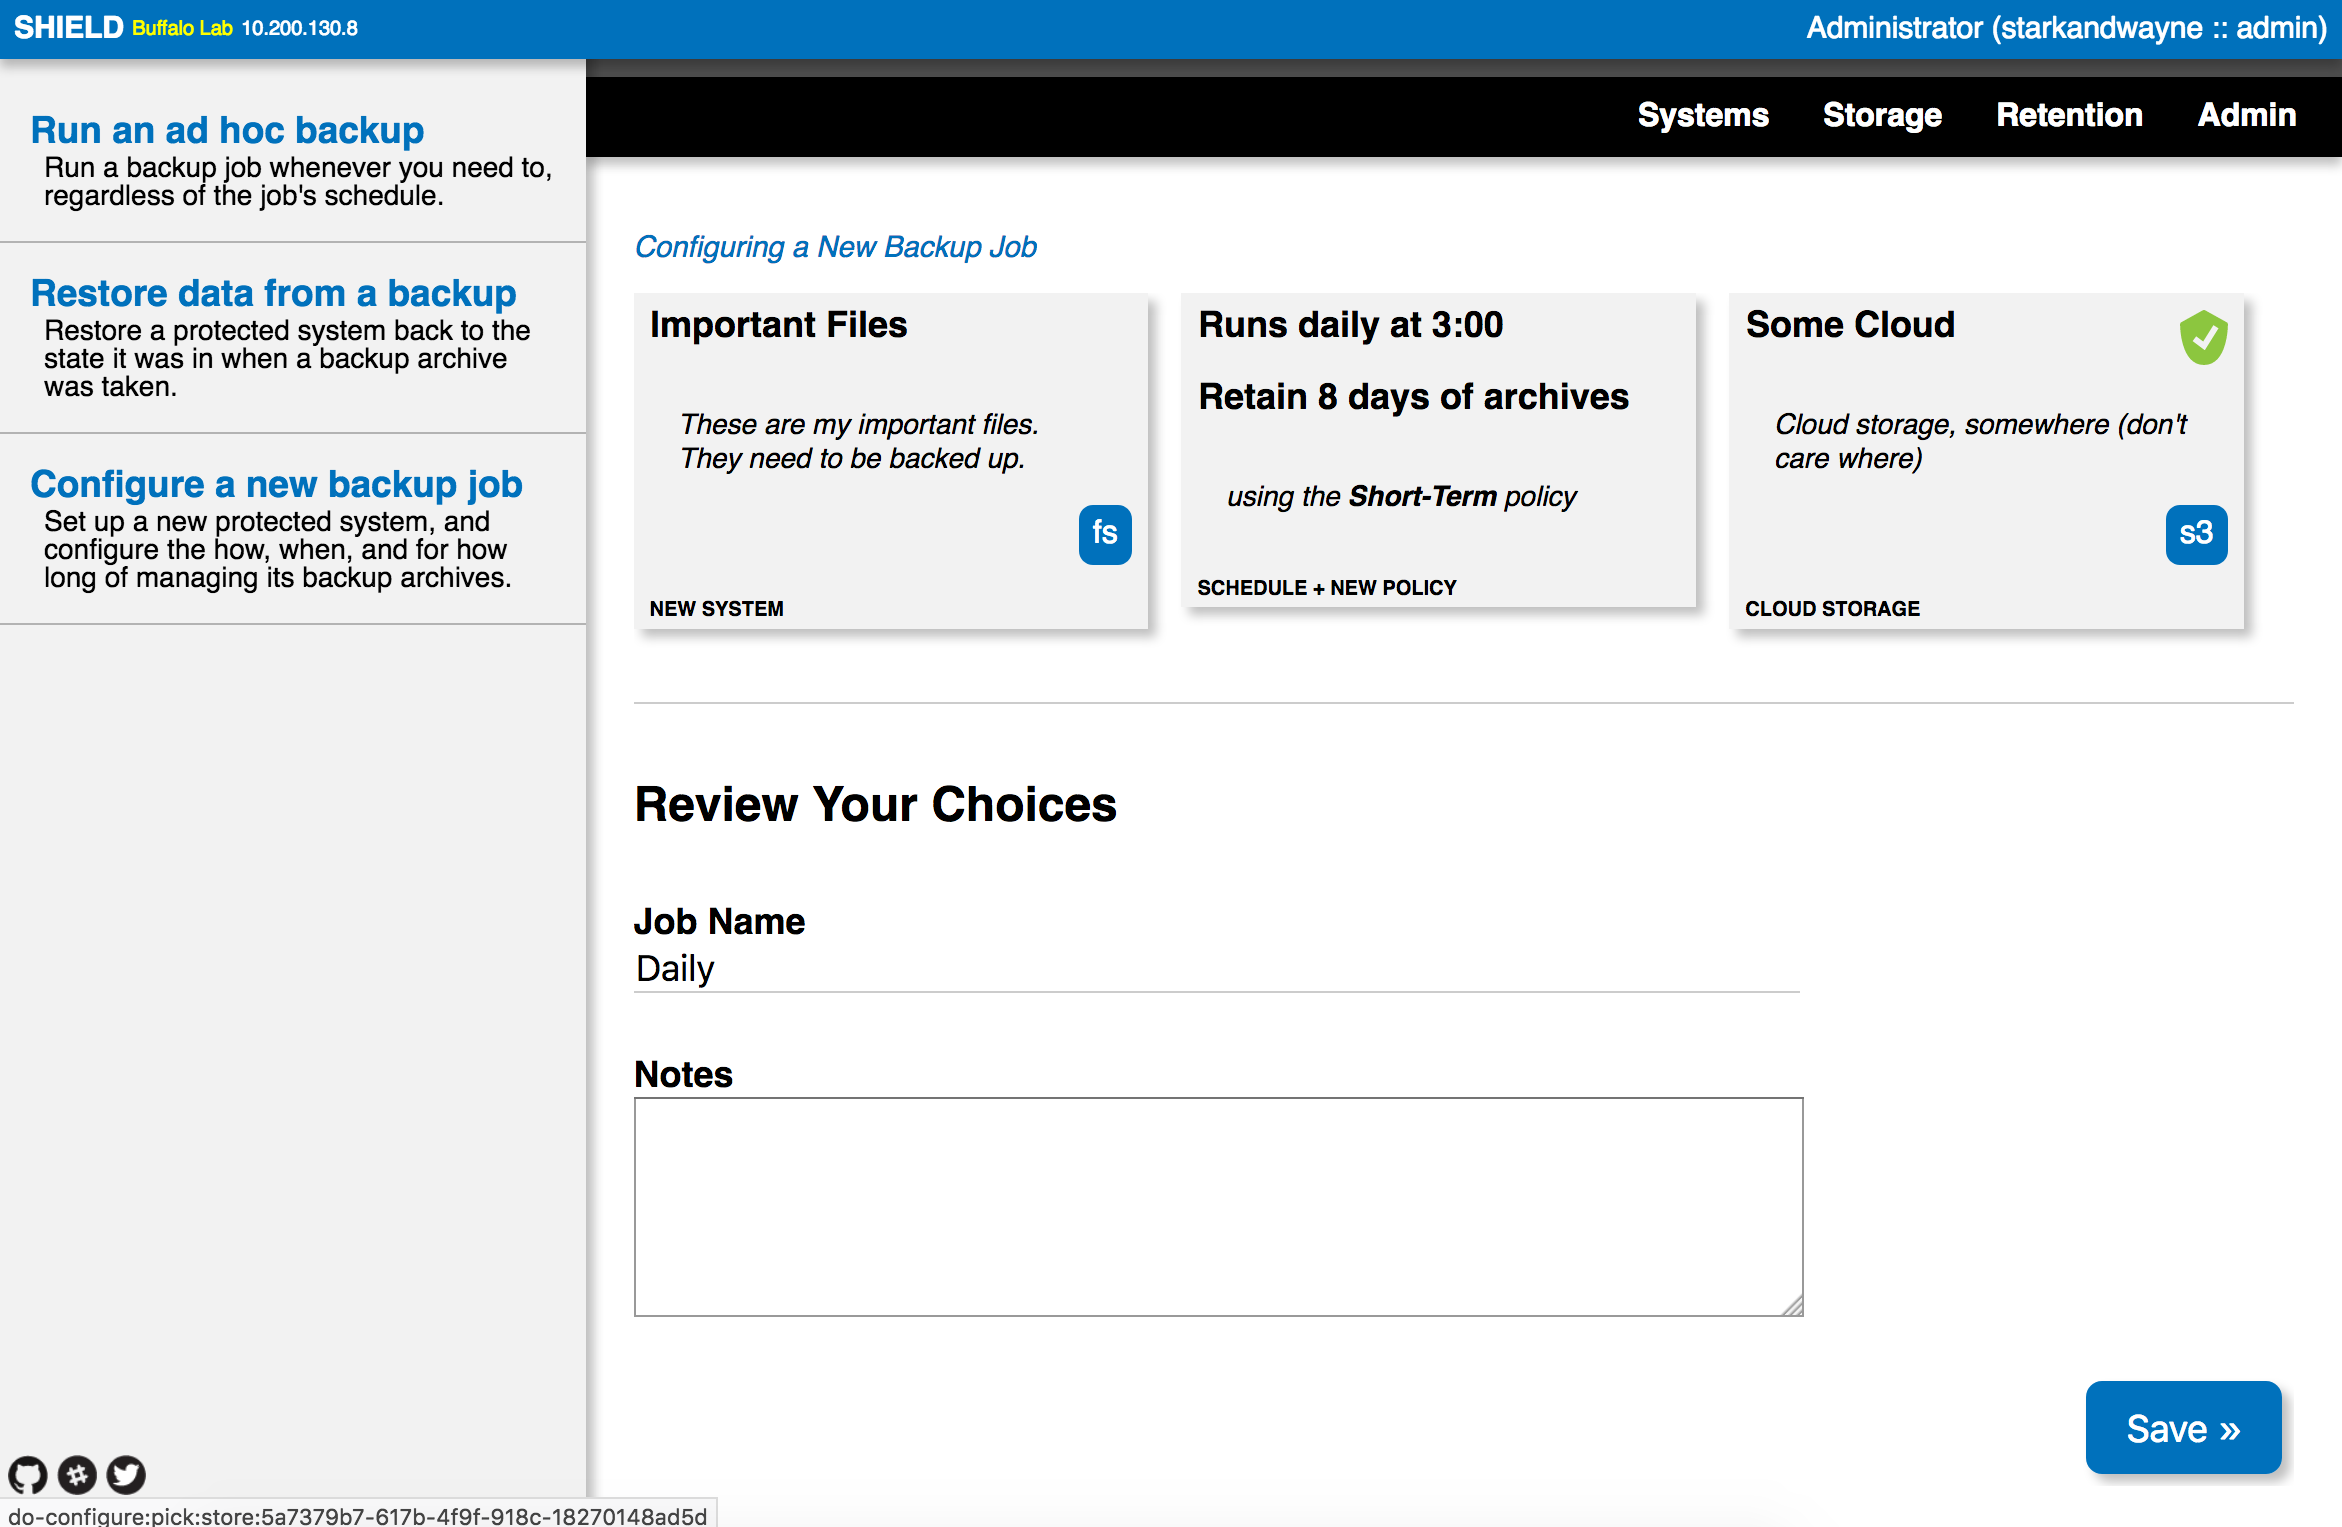 SHIELD Buffalo Lab 10.200.130.8
Administrator (starkandwayne :: admin)
Systems Storage Retention Admin
Run an ad hoc backup
Run a backup job whenever you need to,
regardless of the job's schedule.
Restore data from a backup
Restore a protected system back to the
state it was in when a backup archive
was taken.
Configure a new backup job
Set up a new protected system, and
configure the how, when, and for how
long of managing its backup archives.
Configuring a New Backup Job
Important Files
These are my important files.
They need to be backed up.
fs
NEW SYSTEM
Runs daily at 3:00
Retain 8 days of archives
using the Short-Term policy
SCHEDULE + NEW POLICY
Some Cloud
Cloud storage, somewhere (don't
care where)
s3
CLOUD STORAGE
Review Your Choices
Job Name
Daily
Notes
Save »
do-configure:pick:store:5a7379b7-617b-4f9f-918c-18270148ad5d